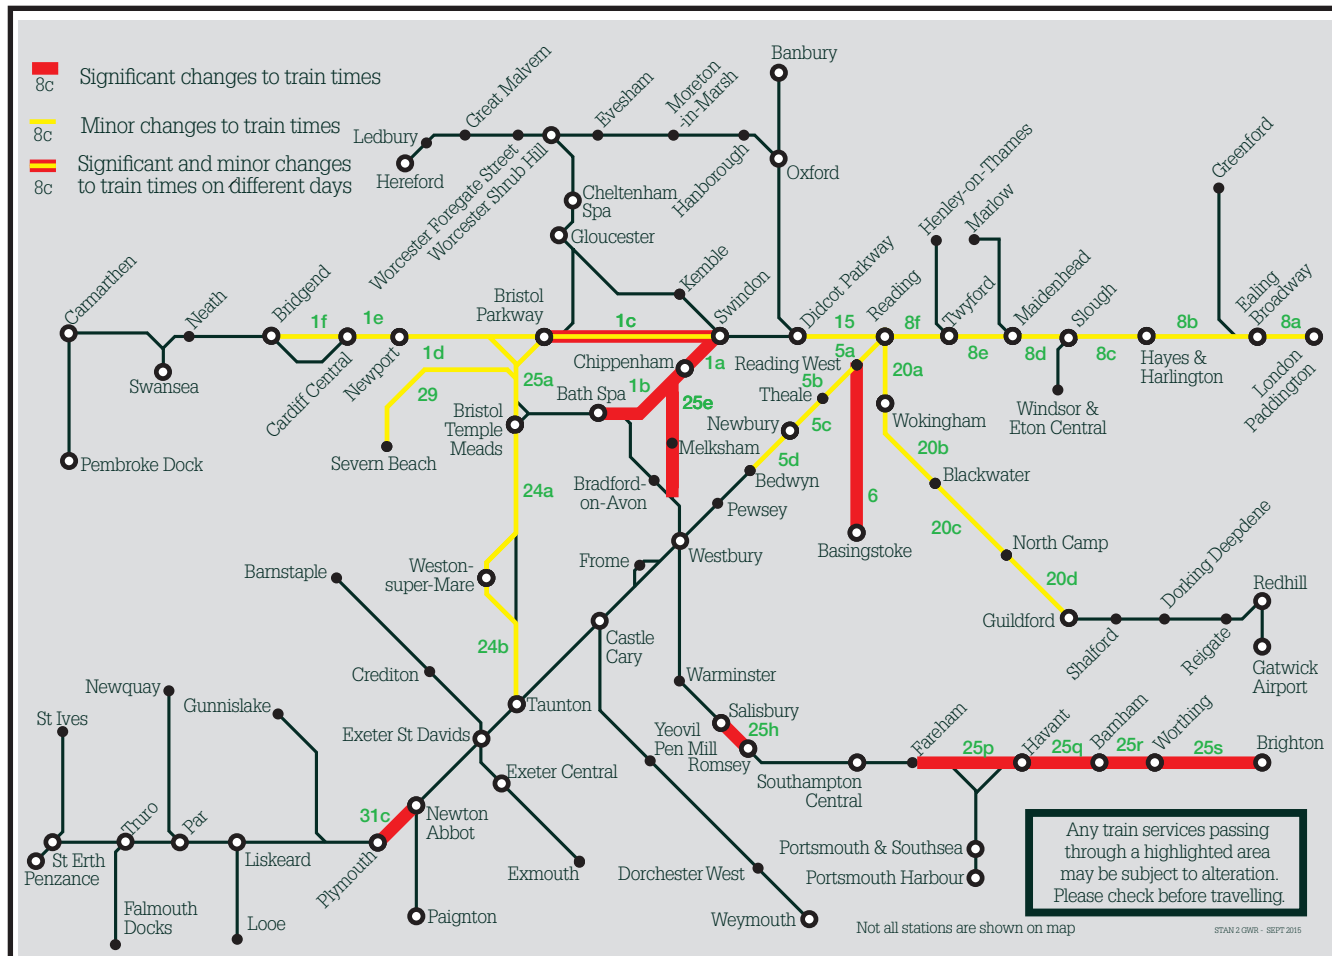 Significant changes to train times
8c
Minor changes to train times
8c
Significant and minor changes
to train times on different days
8c
Banbury
Great Malvern
Evesham
Moreton
-in-Marsh
Ledbury
Hereford
Worcester Foregate Street
Worcester Shrub Hill
Hanborough
Oxford
Cheltenham
Spa
Gloucester
Kemble
Swindon
Didcot Parkway
Reading
Henley-on-Thames
Marlow
Greenford
Twyford
Maidenhead
Slough
Ealing
Broadway
Carmarthen
Neath
Bridgend
Bristol
Parkway
1f
1e
1d
1c
15
8f
8e
8d
8c
8b
8a
Swansea
Cardiff Central
Newport
Chippenham
1a
1b
Reading West
5a
20a
Hayes &
Harlington
London
Paddington
25a
29
Bath Spa
25e
Theale
5b
Wokingham
Windsor &
Eton Central
Bristol
Temple
Meads
Newbury
5c
Pembroke Dock
Severn Beach
Melksham
5d
20b
Bedwyn
Blackwater
24a
Bradford-
on-Avon
Pewsey
6
20c
Westbury
Basingstoke
North Camp
Weston-
super-Mare
Frome
20d
Dorking Deepdene
Redhill
Barnstaple
Guildford
Shalford
Reigate
Gatwick
Airport
Castle
Cary
24b
Crediton
Warminster
Newquay
Gunnislake
Taunton
St Ives
Exeter St Davids
Salisbury
25h
Yeovil
Pen Mill
Romsey
Fareham
25p
Havant
25q
Barnham
25r
Worthing
25s
Brighton
Exeter Central
Southampton
Central
Truro
Par
31c
Newton
Abbot
St Erth
Penzance
Liskeard
Plymouth
Exmouth
Dorchester West
Portsmouth & Southsea
Portsmouth Harbour
Falmouth
Docks
Looe
Paignton
Weymouth
Any train services passing
through a highlighted area
may be subject to alteration.
Please check before travelling.
Not all stations are shown on map
STAN 2 GWR - SEPT 2015